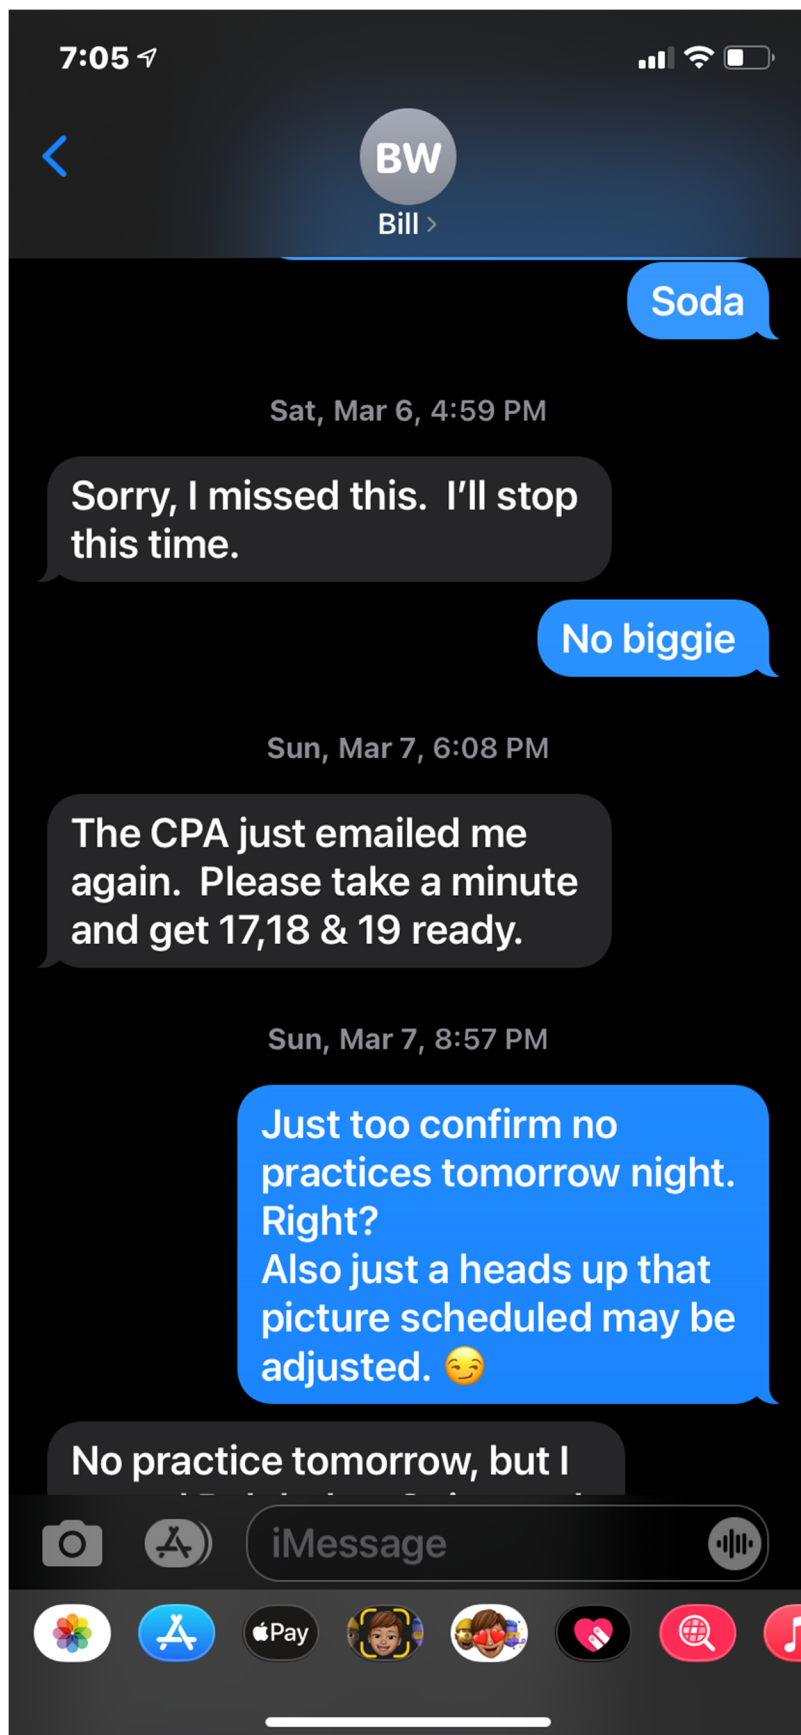 7:05
BW
Bill
Soda
Sat, Mar 6, 4:59 PM
Sorry, I missed this.  I'll stop
this time.
No biggie
Sun, Mar 7, 6:08 PM
The CPA just emailed me
again.  Please take a minute
and get 17,18 & 19 ready.
Sun, Mar 7, 8:57 PM
Just too confirm no
practices tomorrow night.
Right?
Also just a heads up that
picture scheduled may be
adjusted. 😏
No practice tomorrow, but I
iMessage
Pay